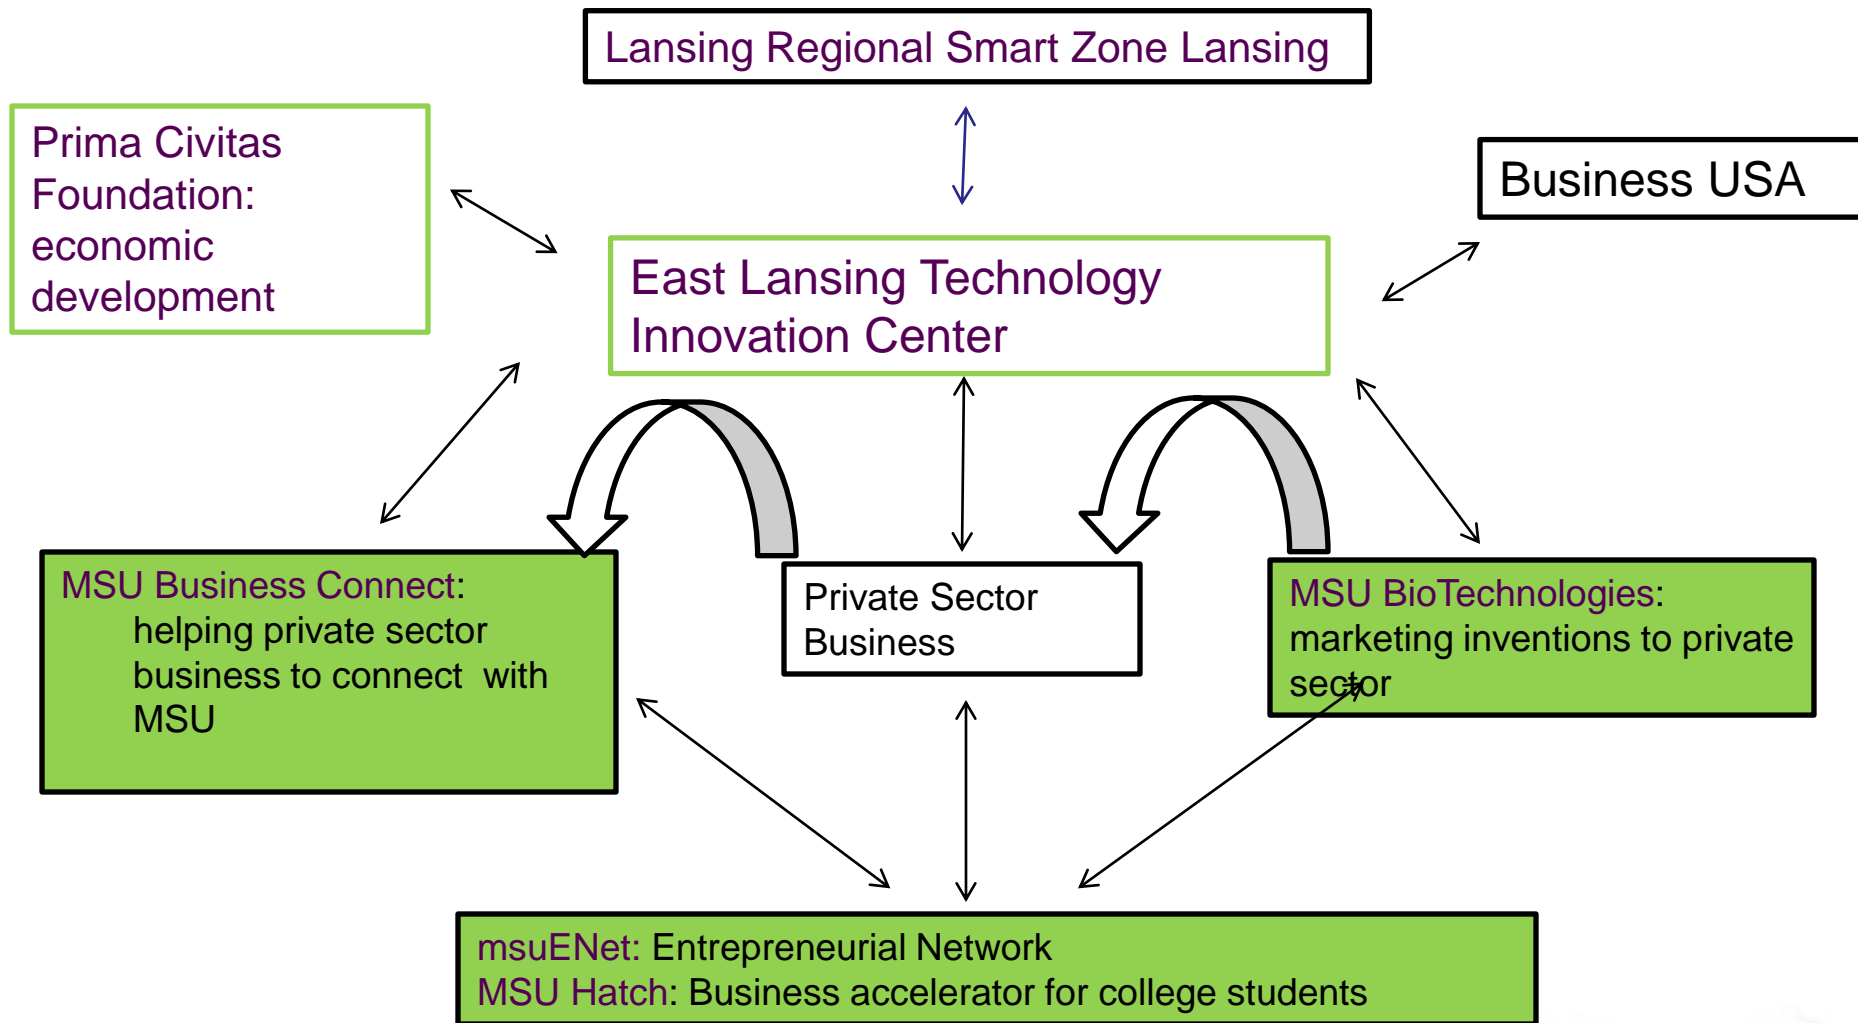 Lansing Regional Smart Zone Lansing
Prima Civitas
Foundation:
economic
development
Business USA
East Lansing Technology
Innovation Center
MSU Business Connect:
helping private sector
business to connect with
MSU
Private Sector
Business
MSU BioTechnologies:
marketing inventions to private
sector
msuENet: Entrepreneurial Network
MSU Hatch: Business accelerator for college students